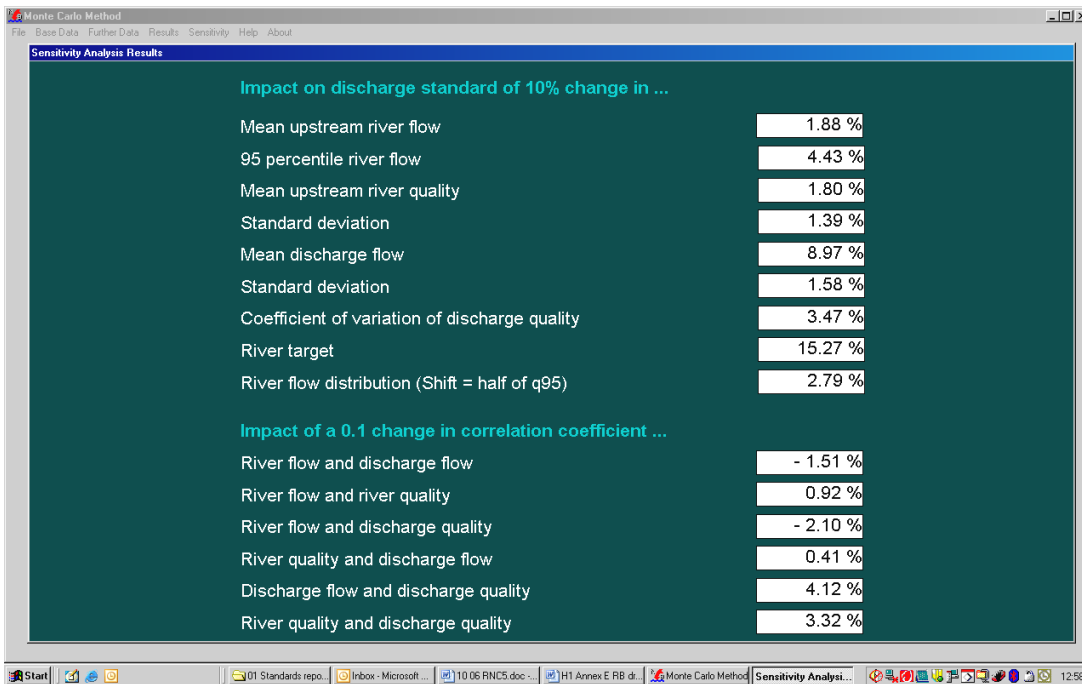 Monte Carlo Method
File Base Data Further Data Results Sensitivity Help About
Sensitivity Analysis Results
Impact on discharge standard of 10% change in ...
Mean upstream river flow 1.88 %
95 percentile river flow 4.43 %
Mean upstream river quality 1.80 %
Standard deviation 1.39 %
Mean discharge flow 8.97 %
Standard deviation 1.58 %
Coefficient of variation of discharge quality 3.47 %
River target 15.27 %
River flow distribution (Shift = half of q95) 2.79 %
Impact of a 0.1 change in correlation coefficient ...
River flow and discharge flow - 1.51 %
River flow and river quality 0.92 %
River flow and discharge quality - 2.10 %
River quality and discharge flow 0.41 %
Discharge flow and discharge quality 4.12 %
River quality and discharge quality 3.32 %
Start 01 Standards repo... Inbox - Microsoft ... 10 06 RNC5.doc -... H1 Annex E RB dr... Monte Carlo Method Sensitivity Analysi... 12:58